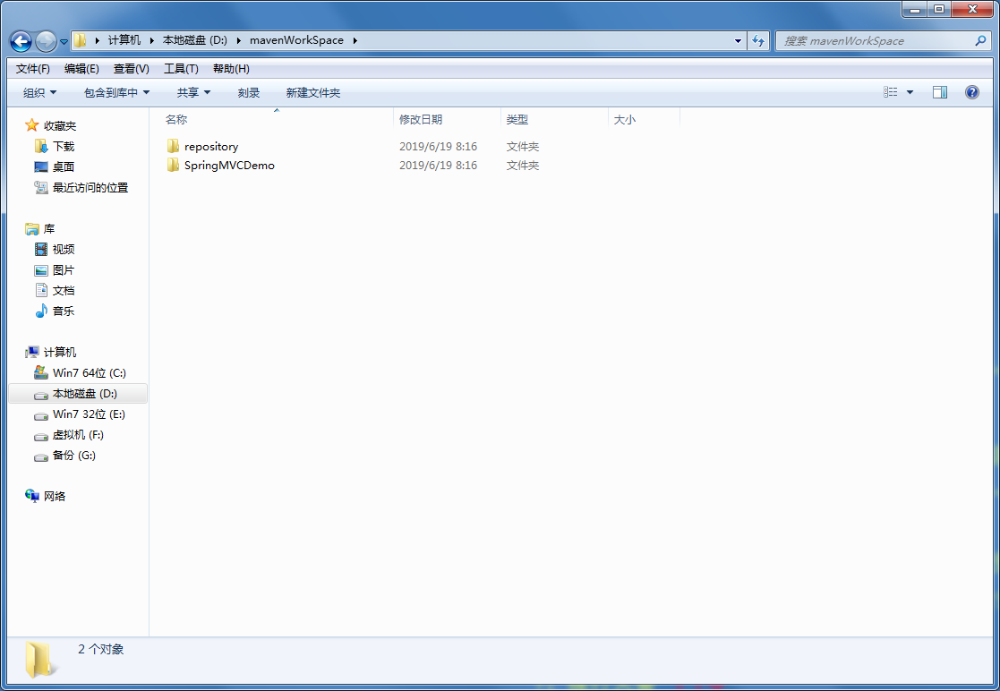 计算机 本地磁盘 (D:) mavenWorkSpace
搜索 mavenWorkSpace
文件(F) 编辑(E) 查看(V) 工具(T) 帮助(H)
组织 包含到库中 共享 刻录 新建文件夹
名称 修改日期 类型 大小
repository 2019/6/19 8:16 文件夹
SpringMVCDemo 2019/6/19 8:16 文件夹
收藏夹
下载
桌面
最近访问的位置
库
视频
图片
文档
音乐
计算机
Win7 64位 (C:)
本地磁盘 (D:)
Win7 32位 (E:)
虚拟机 (F:)
备份 (G:)
网络
2 个对象